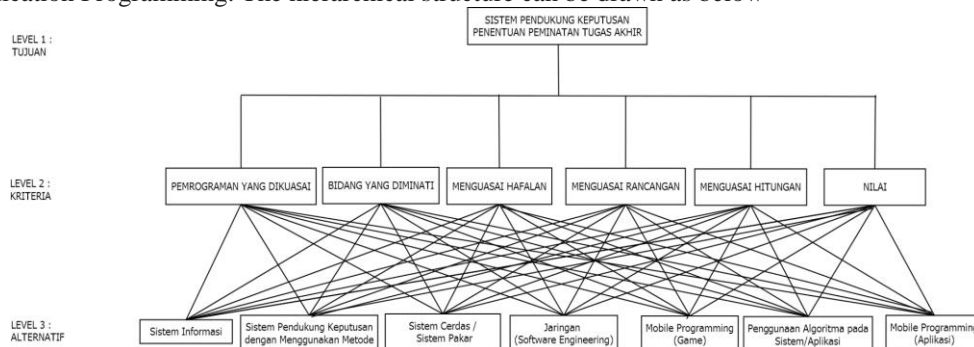 ication Programming. The hierarchical structure can be drawn as below
LEVEL 1 :
TUJUAN
SISTEM PENDUKUNG KEPUTUSAN
PENENTUAN PEMINATAN TUGAS AKHIR
LEVEL 2 :
KRITERIA
PEMROGRAMAN YANG DIKUASAI
BIDANG YANG DIMINATI
MENGUASAI HAFALAN
MENGUASAI RANCANGAN
MENGUASAI HITUNGAN
NILAI
LEVEL 3 :
ALTERNATIF
Sistem Informasi
Sistem Pendukung Keputusan
dengan Menggunakan Metode
Sistem Cerdas /
Sistem Pakar
Jaringan
(Software Engineering)
Mobile Programming
(Game)
Penggunaan Algoritma pada
Sistem/Aplikasi
Mobile Programming
(Aplikasi)